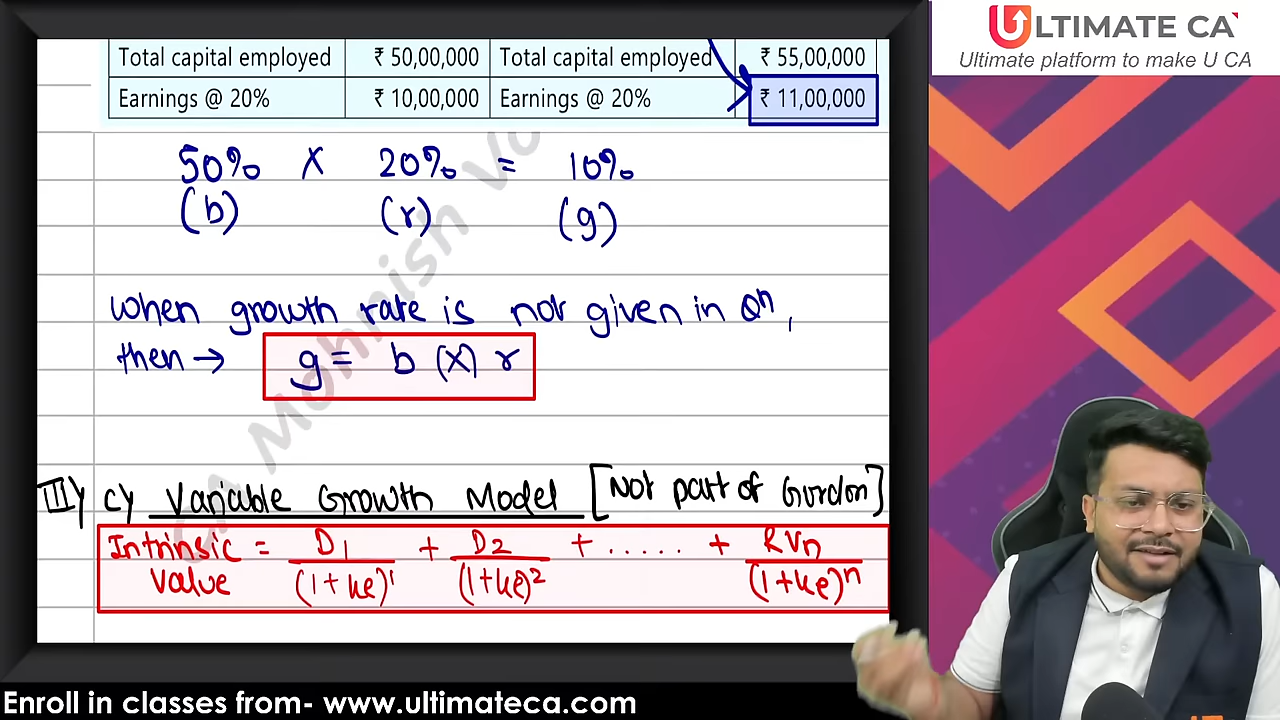 Total capital employed ₹ 50,00,000 Total capital employed ₹ 55,00,000
Earnings @ 20% ₹ 10,00,000 Earnings @ 20% ₹ 11,00,000
50% X 20% = 10%
(b) (r) (g)
When growth rate is not given in Qⁿ,
then → g = b (x) r
III) c) Variable Growth Model [Not part of Gordon]
Intrinsic Value = D1/(1+ke)¹ + D2/(1+ke)² + ..... + RVn/(1+ke)ⁿ
CA Mohnish Vo
ULTIMATE CA
Ultimate platform to make U CA
Enroll in classes from- www.ultimateca.com